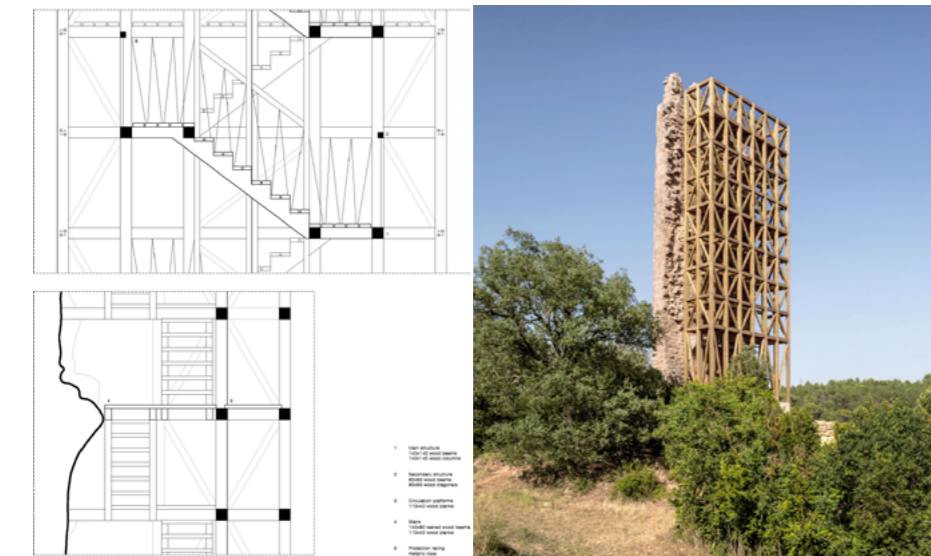 1 Main structure
140x140 wood beams
140x140 wood columns
2 Secondary structure
80x80 wood beams
80x80 wood diagonals
3 Circulation platforms
110x40 wood planks
4 Stairs
140x80 wood beams
110x40 wood planks
5 Protection railing
metallic rope